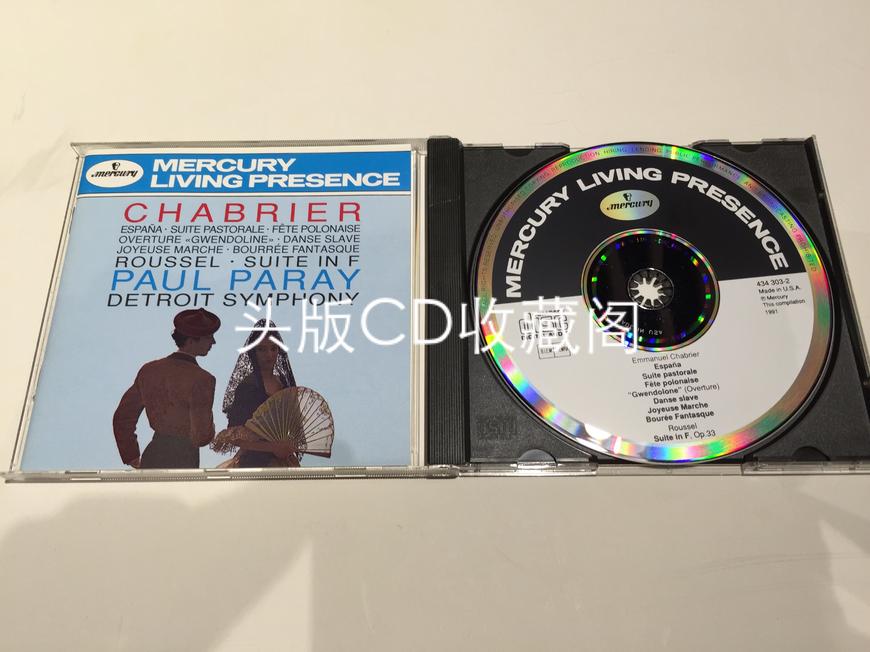 mercury
MERCURY
LIVING PRESENCE
CHABRIER
ESPAÑA · SUITE PASTORALE · FÊTE POLONAISE
OVERTURE «GWENDOLINE» · DANSE SLAVE
JOYEUSE MARCHE · BOURRÉE FANTASQUE
ROUSSEL · SUITE IN F
PAUL PARAY
DETROIT SYMPHONY
头版CD收藏阁
MERCURY LIVING PRESENCE
mercury
434 303-2
Made in U.S.A.
℗ Mercury
This compilation
1991
Emmanuel Chabrier
España
Suite pastorale
Fête polonaise
"Gwendolone" (Overture)
Danse slave
Joyeuse Marche
Bourée Fantasque
Roussel
Suite in F, Op.33